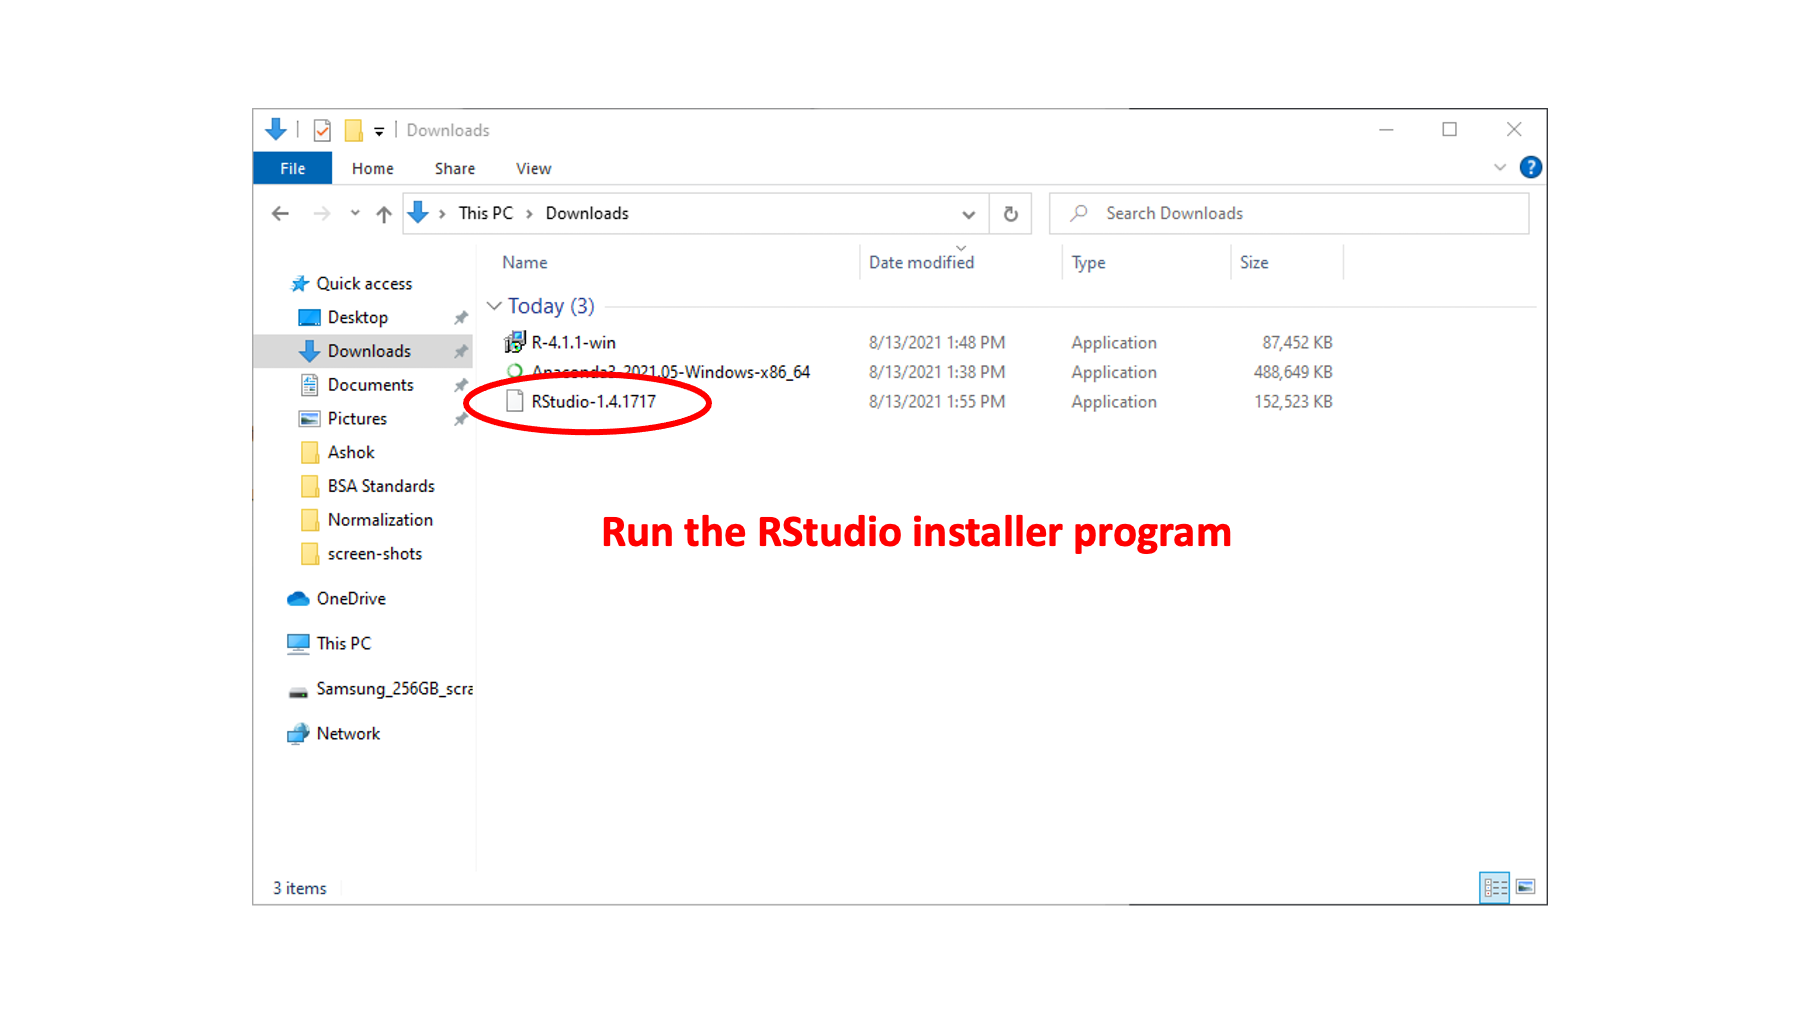 Downloads
File Home Share View
?
This PC Downloads
Search Downloads
Name Date modified Type Size
Quick access
Desktop
Downloads
Documents
Pictures
Ashok
BSA Standards
Normalization
screen-shots
OneDrive
This PC
Samsung_256GB_scra
Network
Today (3)
R-4.1.1-win 8/13/2021 1:48 PM Application 87,452 KB
Anaconda3-2021.05-Windows-x86_64 8/13/2021 1:38 PM Application 488,649 KB
RStudio-1.4.1717 8/13/2021 1:55 PM Application 152,523 KB
Run the RStudio installer program
3 items